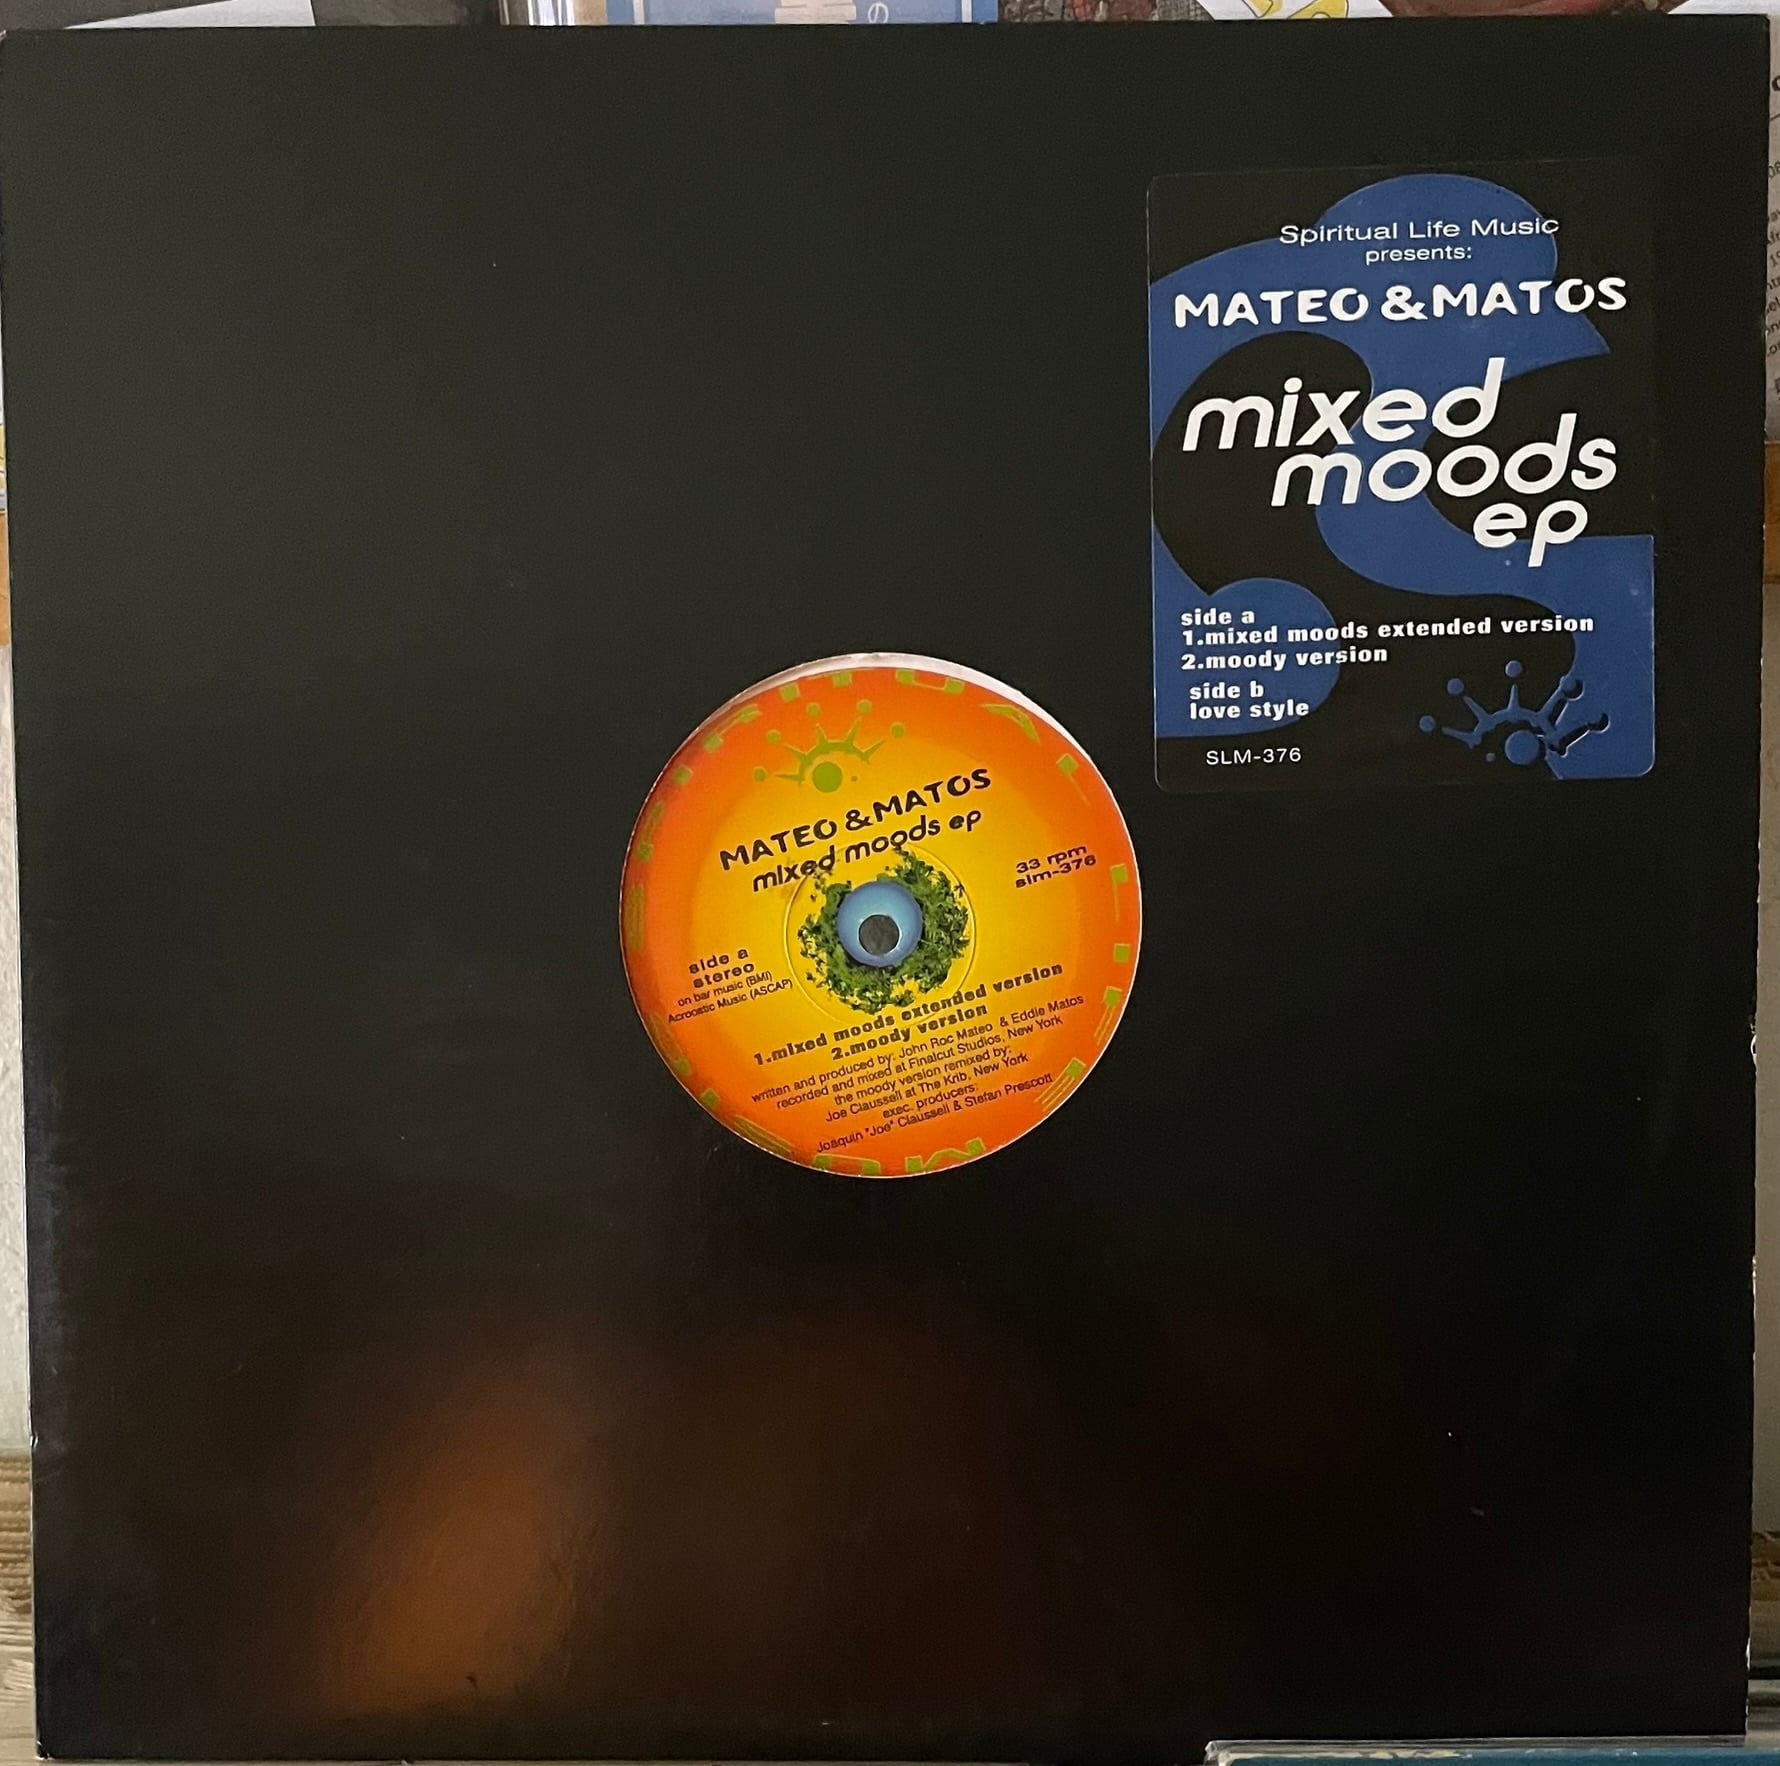 Spiritual Life Music
presents:
MATEO & MATOS
mixed
moods
ep
side a
1.mixed moods extended version
2.moody version
side b
love style
SLM-376
MATEO & MATOS
mixed moods ep
33 rpm
slm-376
side a
stereo
on bar music (BMI)
Acroostic Music (ASCAP)
1.mixed moods extended version
2.moody version
written and produced by: John Roc Mateo & Eddie Matos
recorded and mixed at Finalcut Studios, New York
the moody version remixed by:
Joe Claussell at The Krib, New York
exec. producers:
Joaquin "Joe" Claussell & Stefan Prescott